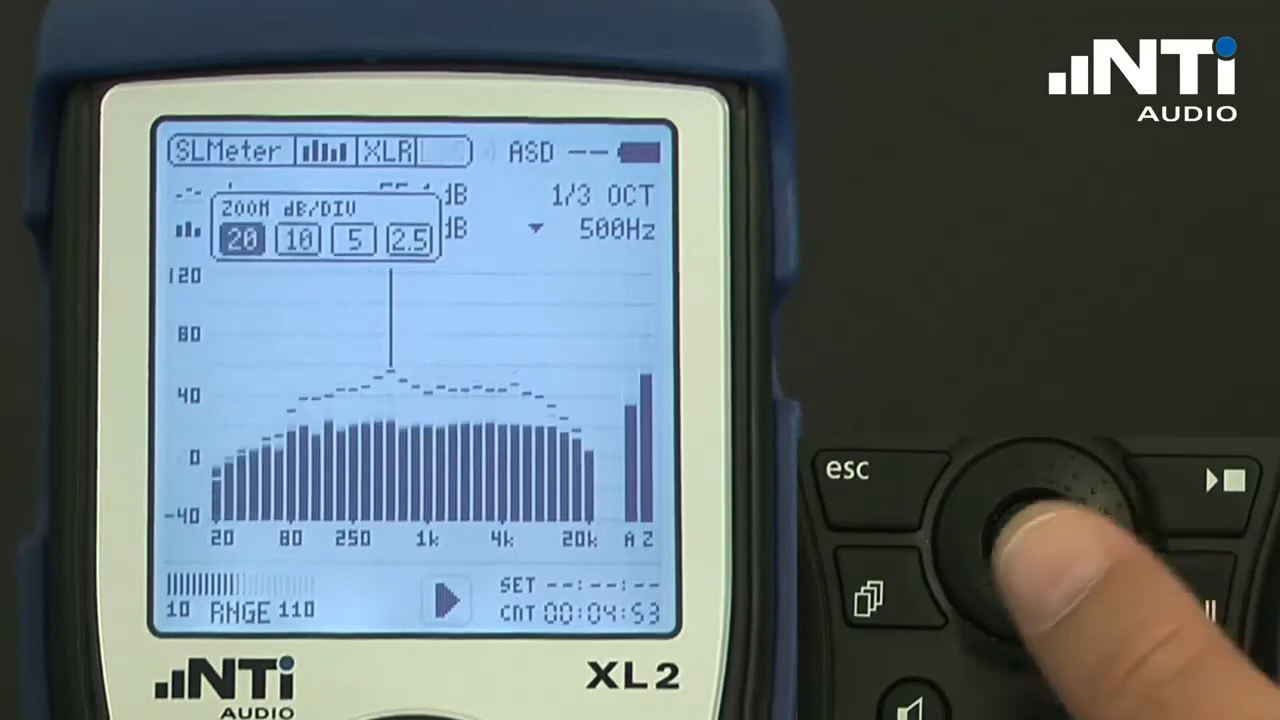 NTi
AUDIO
SLMeter XLR ASD --
dB 1/3 OCT
ZOOM dB/DIV
20 10 5 2.5 dB 500Hz
120
80
40
0
-40
20 80 250 1k 4k 20k A Z
SET --:--:--
10 RNGE 110 CNT 00:04:53
NTi
AUDIO
XL2
esc